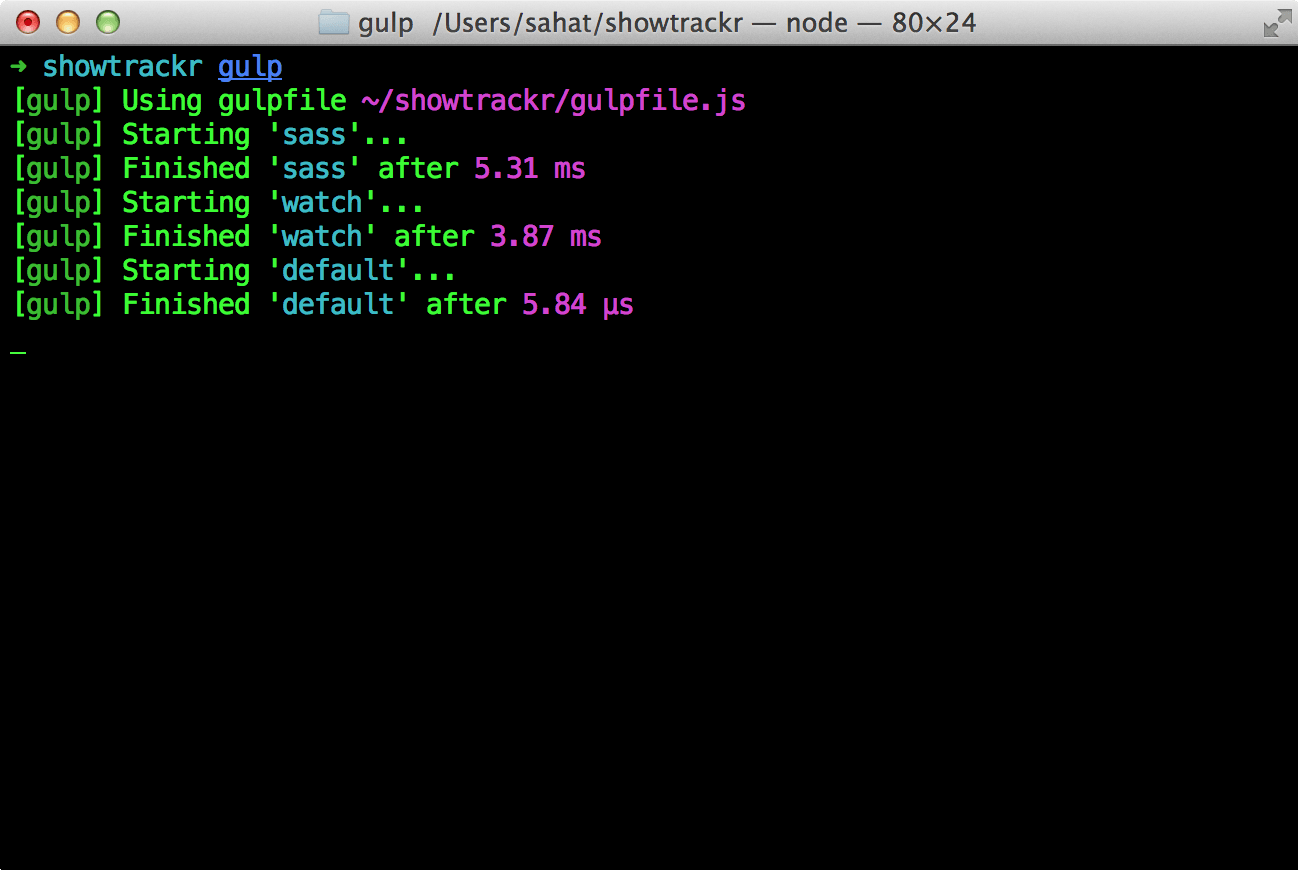 gulp /Users/sahat/showtrackr — node — 80×24
➜ showtrackr gulp
[gulp] Using gulpfile ~/showtrackr/gulpfile.js
[gulp] Starting 'sass'...
[gulp] Finished 'sass' after 5.31 ms
[gulp] Starting 'watch'...
[gulp] Finished 'watch' after 3.87 ms
[gulp] Starting 'default'...
[gulp] Finished 'default' after 5.84 μs